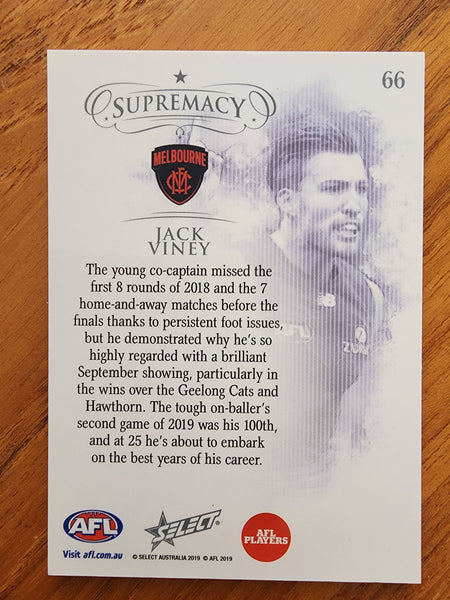 66
SUPREMACY
MELBOURNE
MFC
JACK
VINEY
The young co-captain missed the
first 8 rounds of 2018 and the 7
home-and-away matches before the
finals thanks to persistent foot issues,
but he demonstrated why he's so
highly regarded with a brilliant
September showing, particularly in
the wins over the Geelong Cats and
Hawthorn. The tough on-baller's
second game of 2019 was his 100th,
and at 25 he's about to embark
on the best years of his career.
AFL
SELECT
AFL
PLAYERS
Visit afl.com.au
© SELECT AUSTRALIA 2019 © AFL 2019